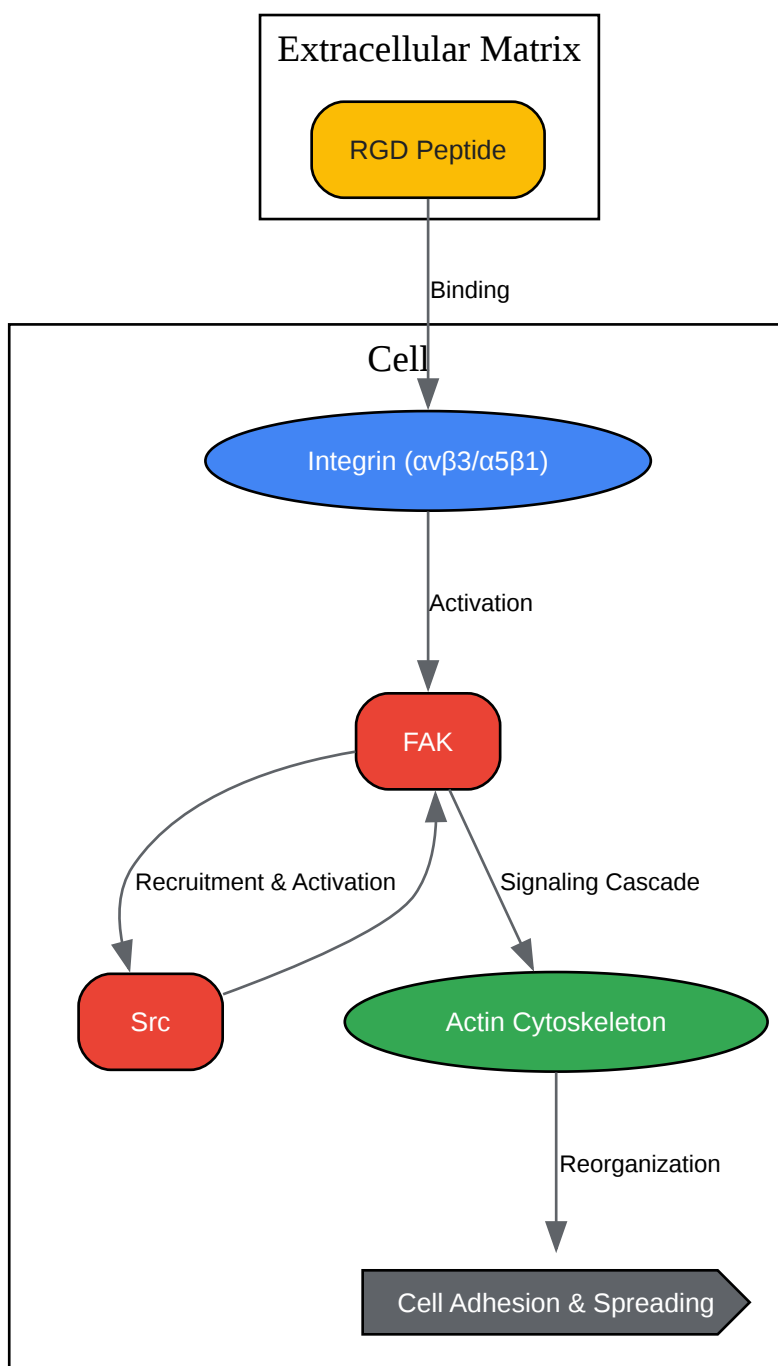 Extracellular Matrix
RGD Peptide
Binding
Cell
Integrin (αvβ3/α5β1)
Activation
FAK
Recruitment & Activation
Signaling Cascade
Src
Actin Cytoskeleton
Reorganization
Cell Adhesion & Spreading